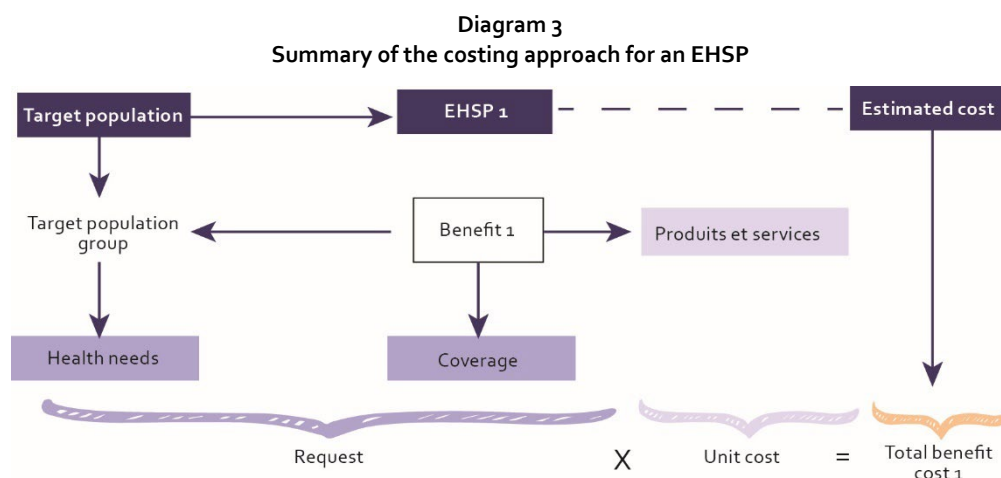 Diagram 3
Summary of the costing approach for an EHSP
Target population
EHSP 1
Estimated cost
Target population
group
Benefit 1
Produits et services
Health needs
Coverage
Request
X
Unit cost
=
Total benefit
cost 1